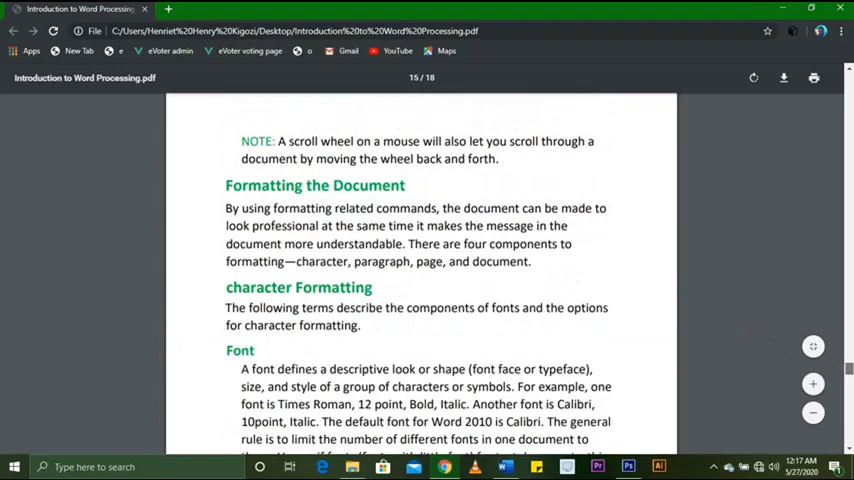 Introduction to Word Processing
File
C:/Users/Henriet%20Henry%20Kigozi/Desktop/Introduction%20to%20Word%20Processing.pdf
Apps New Tab e eVoter admin eVoter voting page o Gmail YouTube Maps
Introduction to Word Processing.pdf 15 / 18
NOTE: A scroll wheel on a mouse will also let you scroll through a
document by moving the wheel back and forth.
Formatting the Document
By using formatting related commands, the document can be made to
look professional at the same time it makes the message in the
document more understandable. There are four components to
formatting—character, paragraph, page, and document.
character Formatting
The following terms describe the components of fonts and the options
for character formatting.
Font
A font defines a descriptive look or shape (font face or typeface),
size, and style of a group of characters or symbols. For example, one
font is Times Roman, 12 point, Bold, Italic. Another font is Calibri,
10point, Italic. The default font for Word 2010 is Calibri. The general
rule is to limit the number of different fonts in one document to
Type here to search
Pr Ps Ai
12:17 AM
5/27/2020